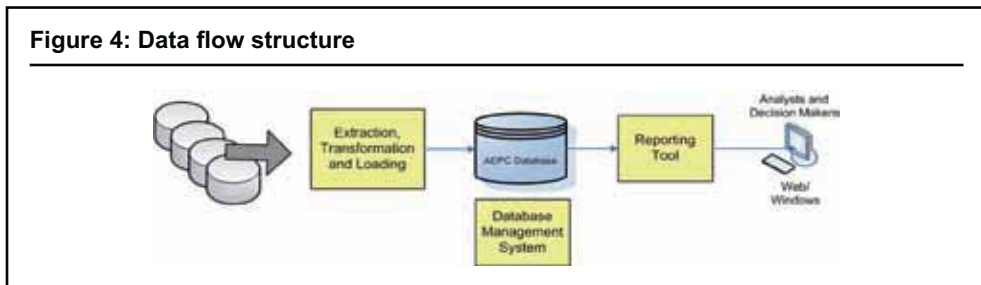 Figure 4: Data flow structure
Extraction,
Transformation
and Loading
AEPC Database
Database
Management
System
Reporting
Tool
Analysts and
Decision Makers
Web/
Windows